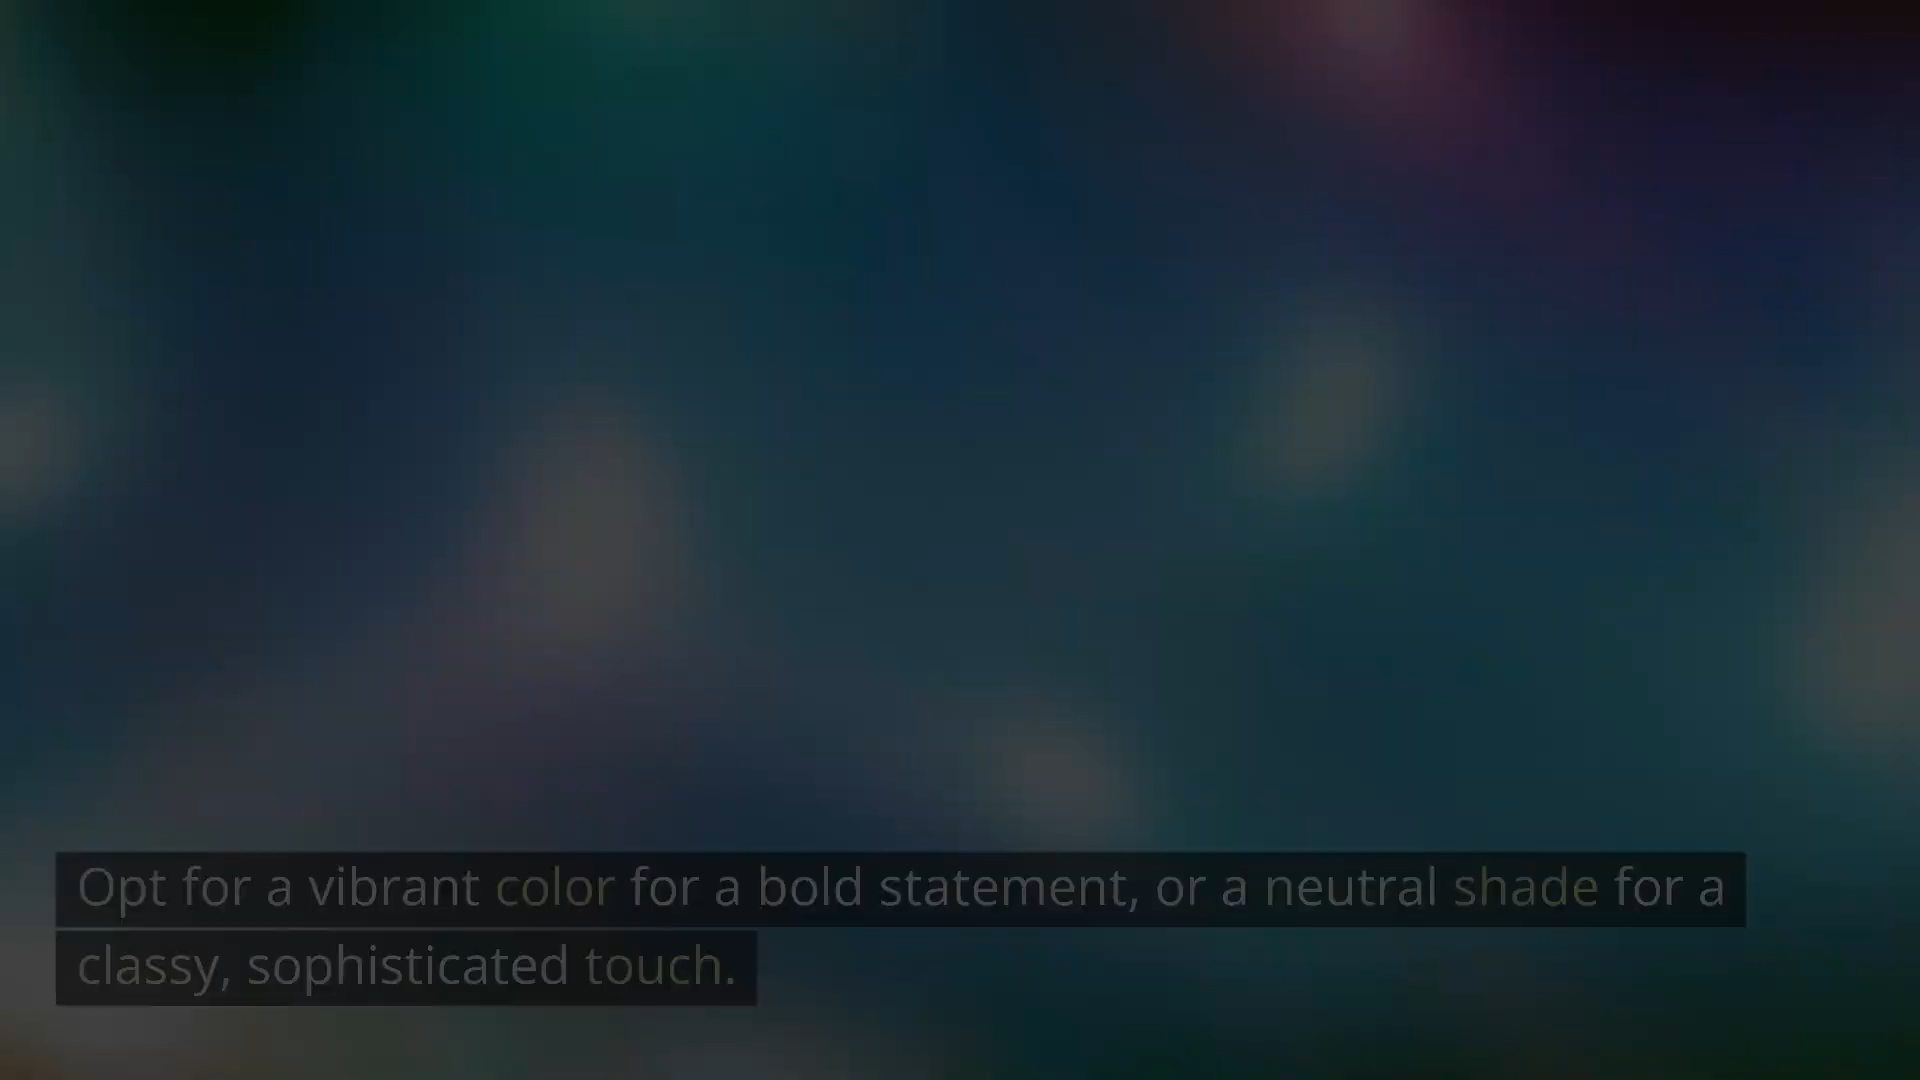 Opt for a vibrant color for a bold statement, or a neutral shade for a
classy, sophisticated touch.